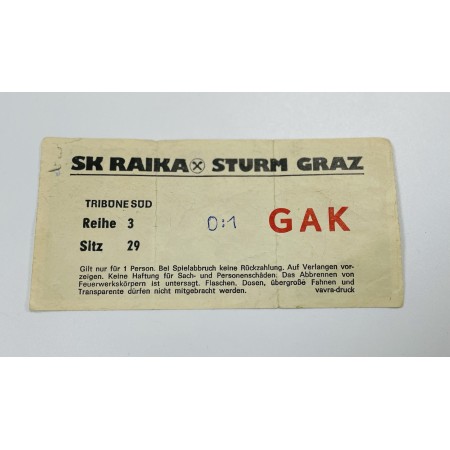 SK RAIKA STURM GRAZ
TRIBÜNE SÜD
Reihe 3
Sitz 29
0:1
GAK
Gilt nur für 1 Person. Bei Spielabbruch keine Rückzahlung. Auf Verlangen vor-
zeigen. Keine Haftung für Sach- und Personenschäden. Das Abbrennen von
Feuerwerkskörpern ist untersagt. Flaschen, Dosen, übergroße Fahnen und
Transparente dürfen nicht mitgebracht werden. vavra-druck